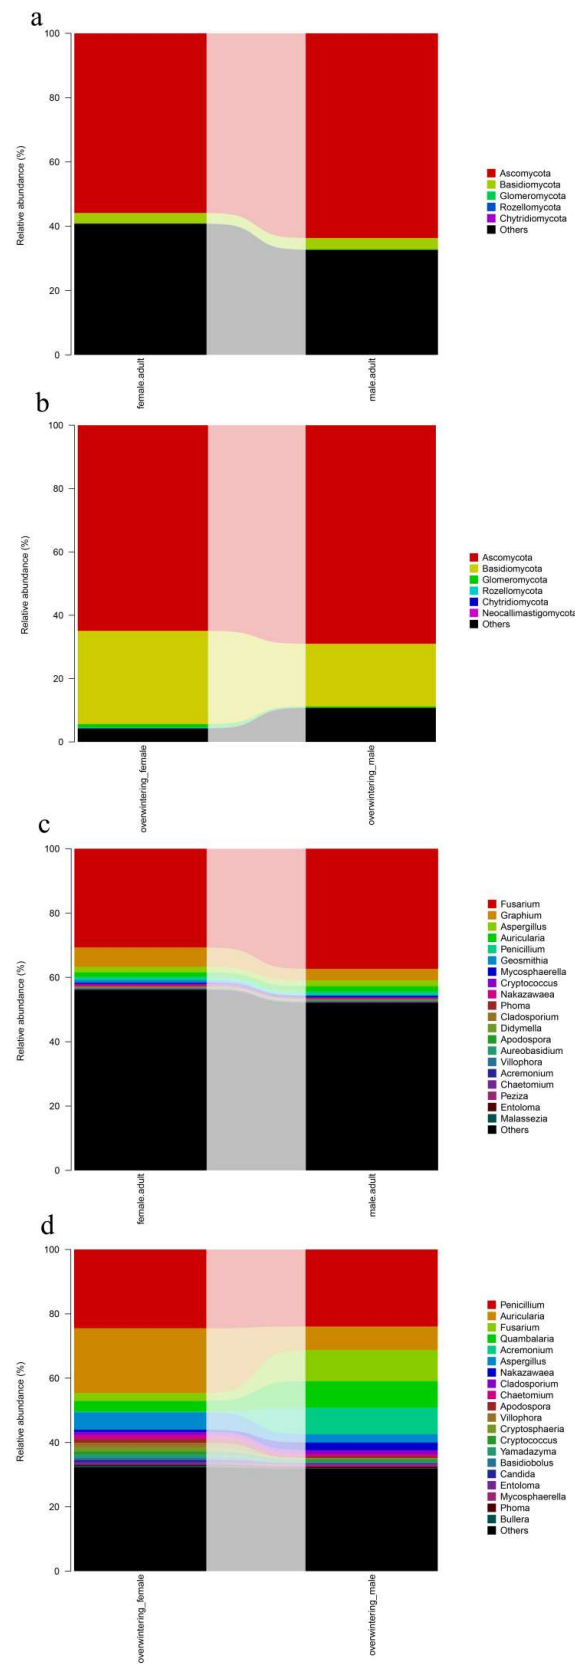 a
100
80
60
40
20
0
Relative abundance (%)
female.adult
male.adult
Ascomycota
Basidiomycota
Glomeromycota
Rozellomycota
Chytridiomycota
Others
b
100
80
60
40
20
0
Relative abundance (%)
overwintering_female
overwintering_male
Ascomycota
Basidiomycota
Glomeromycota
Rozellomycota
Chytridiomycota
Neocallimastigomycota
Others
c
100
80
60
40
20
0
Relative abundance (%)
female.adult
male.adult
Fusarium
Graphium
Aspergillus
Auricularia
Penicillium
Geosmithia
Mycosphaerella
Cryptococcus
Nakazawaea
Phoma
Cladosporium
Didymella
Apodospora
Aureobasidium
Villophora
Acremonium
Chaetomium
Peziza
Entoloma
Malassezia
Others
d
100
80
60
40
20
0
Relative abundance (%)
overwintering_female
overwintering_male
Penicillium
Auricularia
Fusarium
Quambalaria
Acremonium
Aspergillus
Nakazawaea
Cladosporium
Chaetomium
Apodospora
Villophora
Cryptosphaeria
Cryptococcus
Yamadazyma
Basidiobolus
Candida
Entoloma
Mycosphaerella
Phoma
Bullera
Others